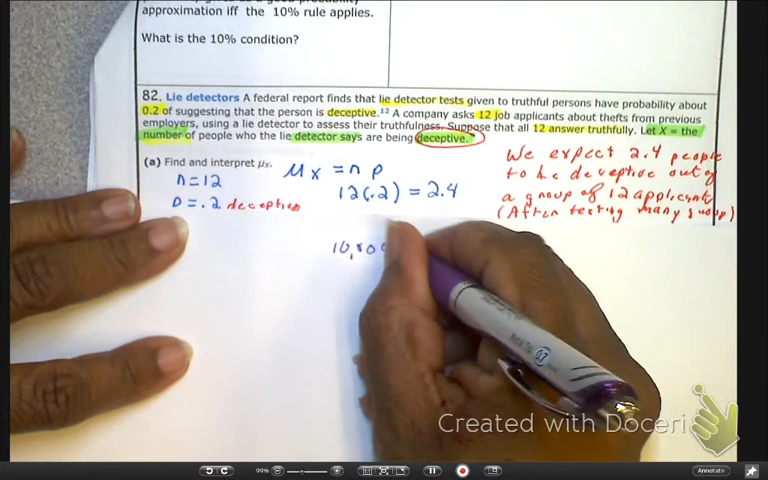 approximation iff the 10% rule applies.
What is the 10% condition?
82. Lie detectors A federal report finds that lie detector tests given to truthful persons have probability about
0.2 of suggesting that the person is deceptive.12 A company asks 12 job applicants about thefts from previous
employers, using a lie detector to assess their truthfulness. Suppose that all 12 answer truthfully. Let X = the
number of people who the lie detector says are being deceptive."
(a) Find and interpret μx.
n=12
p=.2 deception
μx = np
12(.2) = 2.4
We expect 2.4 people
to be deceptive out of
a group of 12 applicants
(After testing many group)
Created with Doceri
99%
Annotate